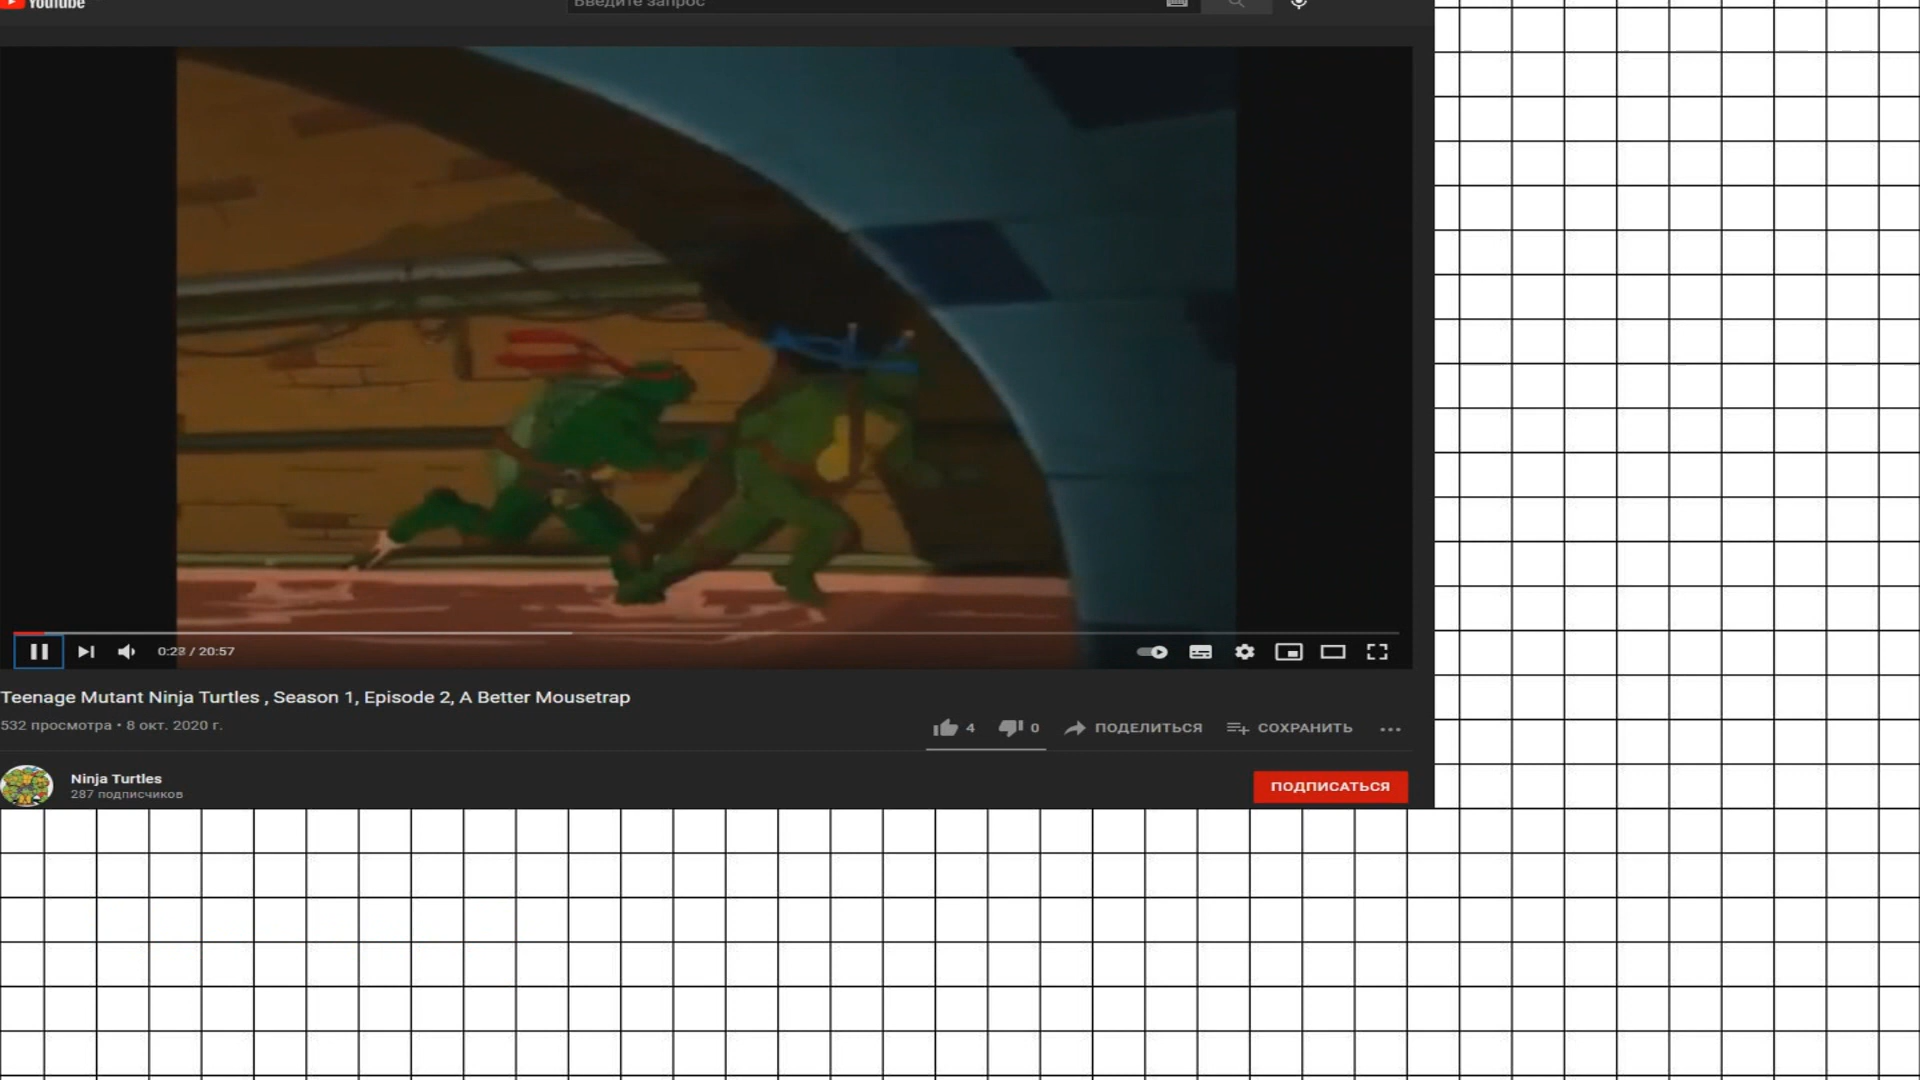 YouTube
Введите запрос
0:28 / 20:57
Teenage Mutant Ninja Turtles , Season 1, Episode 2, A Better Mousetrap
532 просмотра • 8 окт. 2020 г.
4 0 ПОДЕЛИТЬСЯ СОХРАНИТЬ
Ninja Turtles
287 подписчиков
ПОДПИСАТЬСЯ